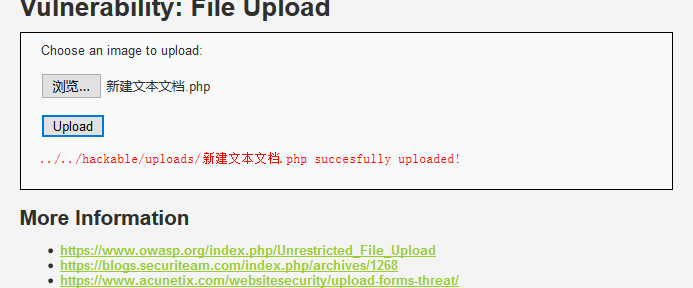 Vulnerability: File Upload
Choose an image to upload:
浏览... 新建文本文档.php
Upload
../../hackable/uploads/新建文本文档.php succesfully uploaded!
More Information
https://www.owasp.org/index.php/Unrestricted_File_Upload
https://blogs.securiteam.com/index.php/archives/1268
https://www.acunetix.com/websitesecurity/upload-forms-threat/